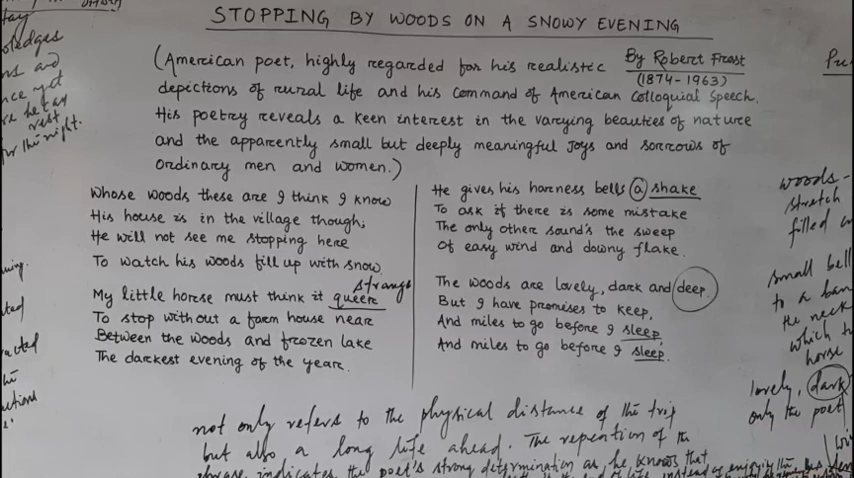 STOPPING BY WOODS ON A SNOWY EVENING
(American poet, highly regarded for his realistic By Robert Frost
(1874-1963)
depictions of rural life and his command of American Colloquial Speech.
His poetry reveals a keen interest in the varying beauties of nature
and the apparently small but deeply meaningful joys and sorrows of
ordinary men and women.)
Whose woods these are I think I know
His house is in the village though;
He will not see me stopping here
To watch his woods fill up with snow.
strange
My little horse must think it queer
To stop without a farm house near
Between the woods and frozen lake
The darkest evening of the year.
He gives his harness bells a shake
To ask if there is some mistake
The only other sound's the sweep
Of easy wind and downy flake.
The woods are lovely, dark and deep.
But I have promises to keep,
And miles to go before I sleep,
And miles to go before I sleep.
woods -
stretch
filled
small bell
to a ban
the neck
which
horse
lovely, dark
only the poet
not only refers to the physical distance of the trip
but also a long life ahead. The repention of the
phrase indicates the poet's strong determination as he knows that